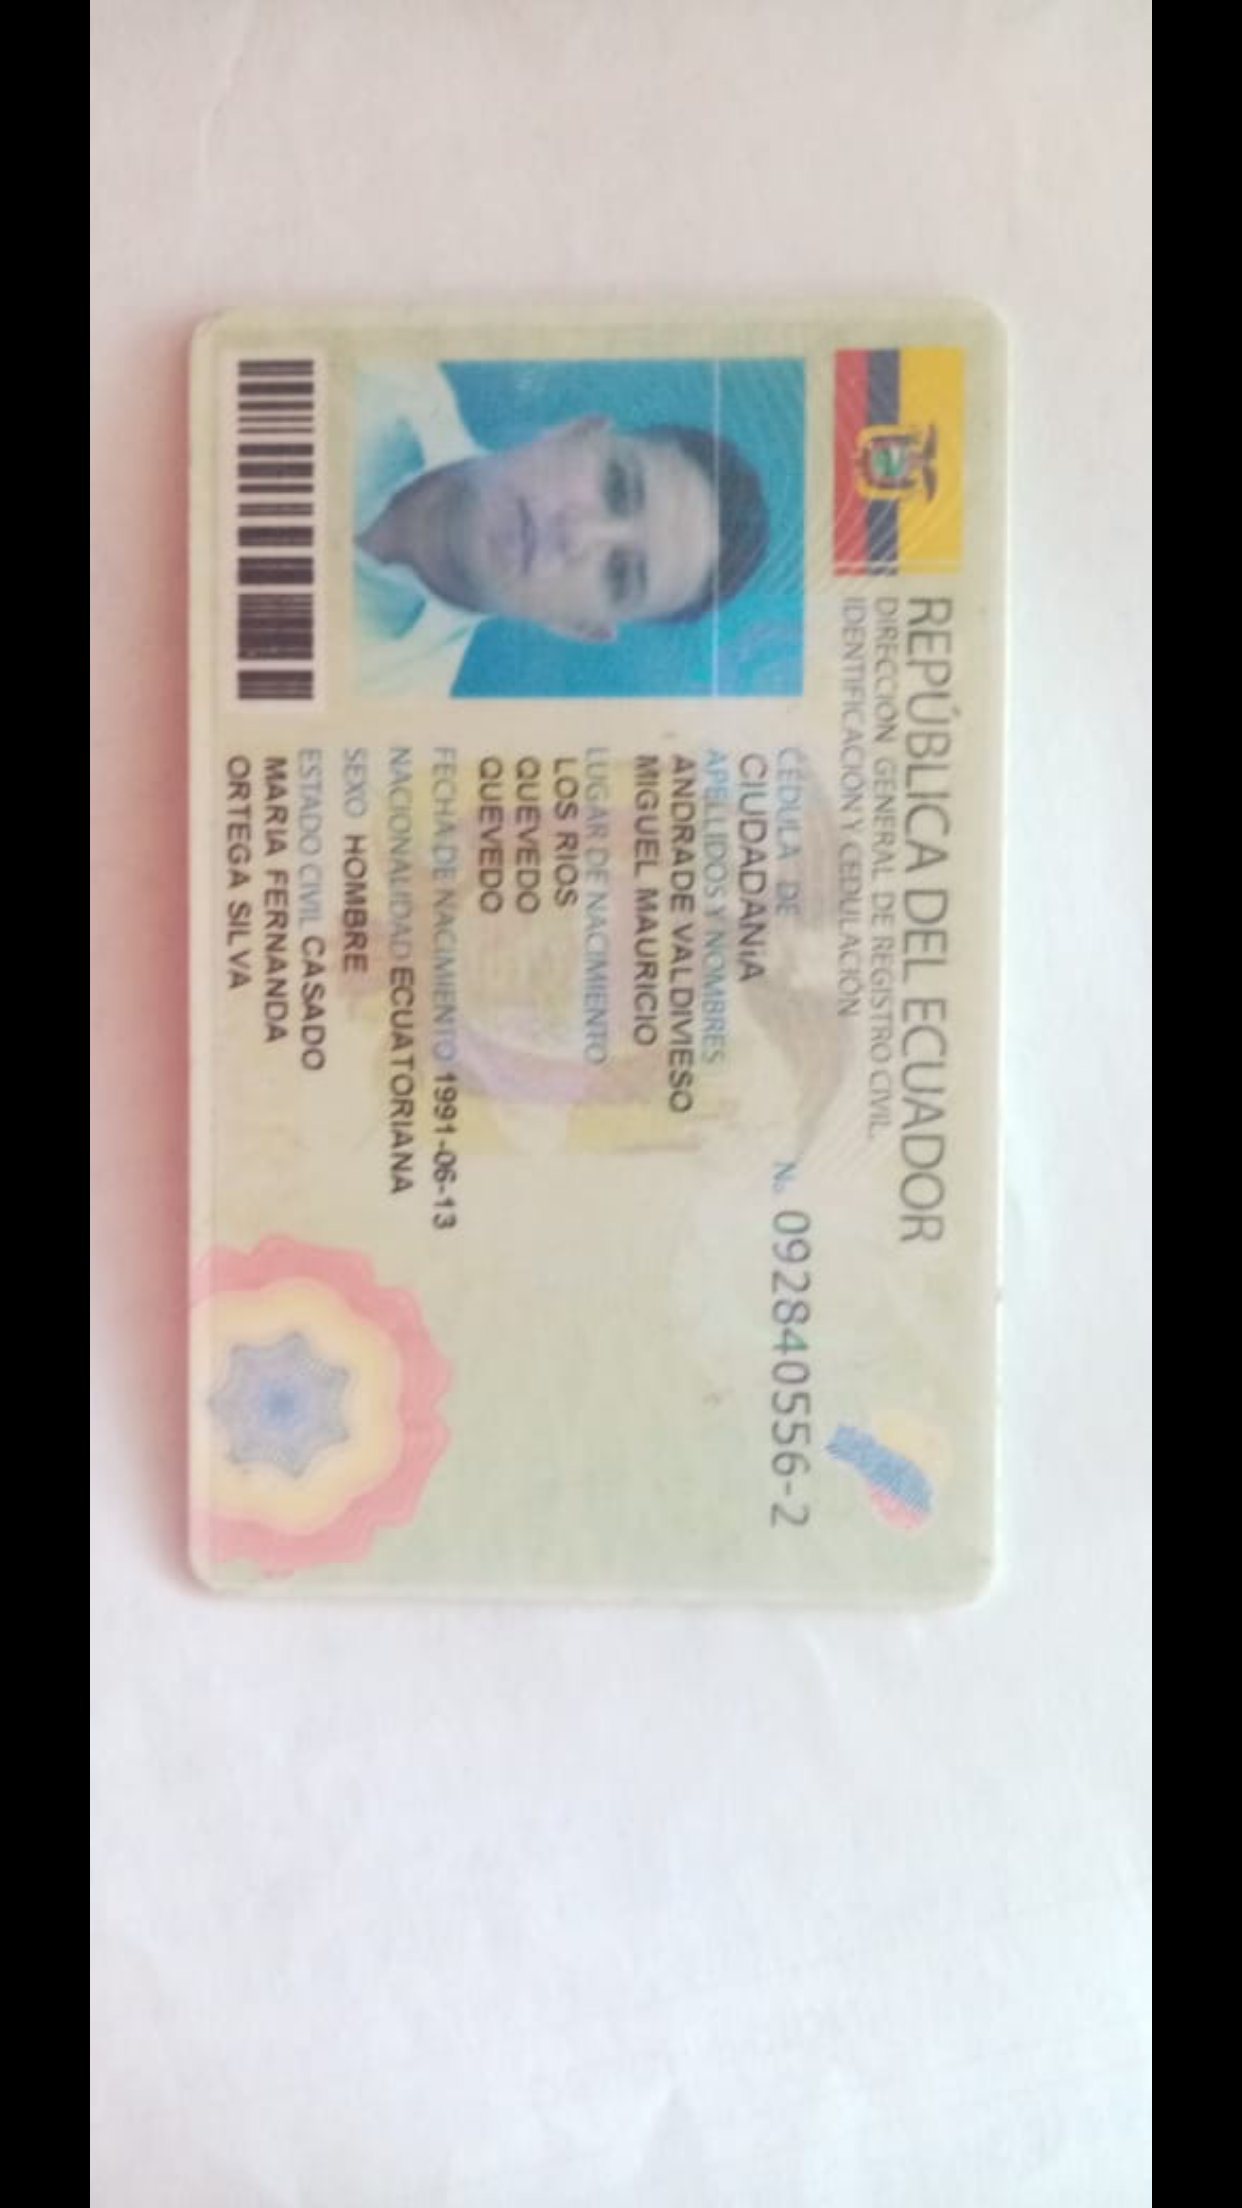 REPÚBLICA DEL ECUADOR
DIRECCIÓN GENERAL DE REGISTRO CIVIL,
IDENTIFICACIÓN Y CEDULACIÓN
CÉDULA DE
CIUDADANíA
No. 092840556-2
APELLIDOS Y NOMBRES
ANDRADE VALDIVIESO
MIGUEL MAURICIO
LUGAR DE NACIMIENTO
LOS RIOS
QUEVEDO
QUEVEDO
FECHA DE NACIMIENTO 1991-06-13
NACIONALIDAD ECUATORIANA
SEXO HOMBRE
ESTADO CIVIL CASADO
MARIA FERNANDA
ORTEGA SILVA